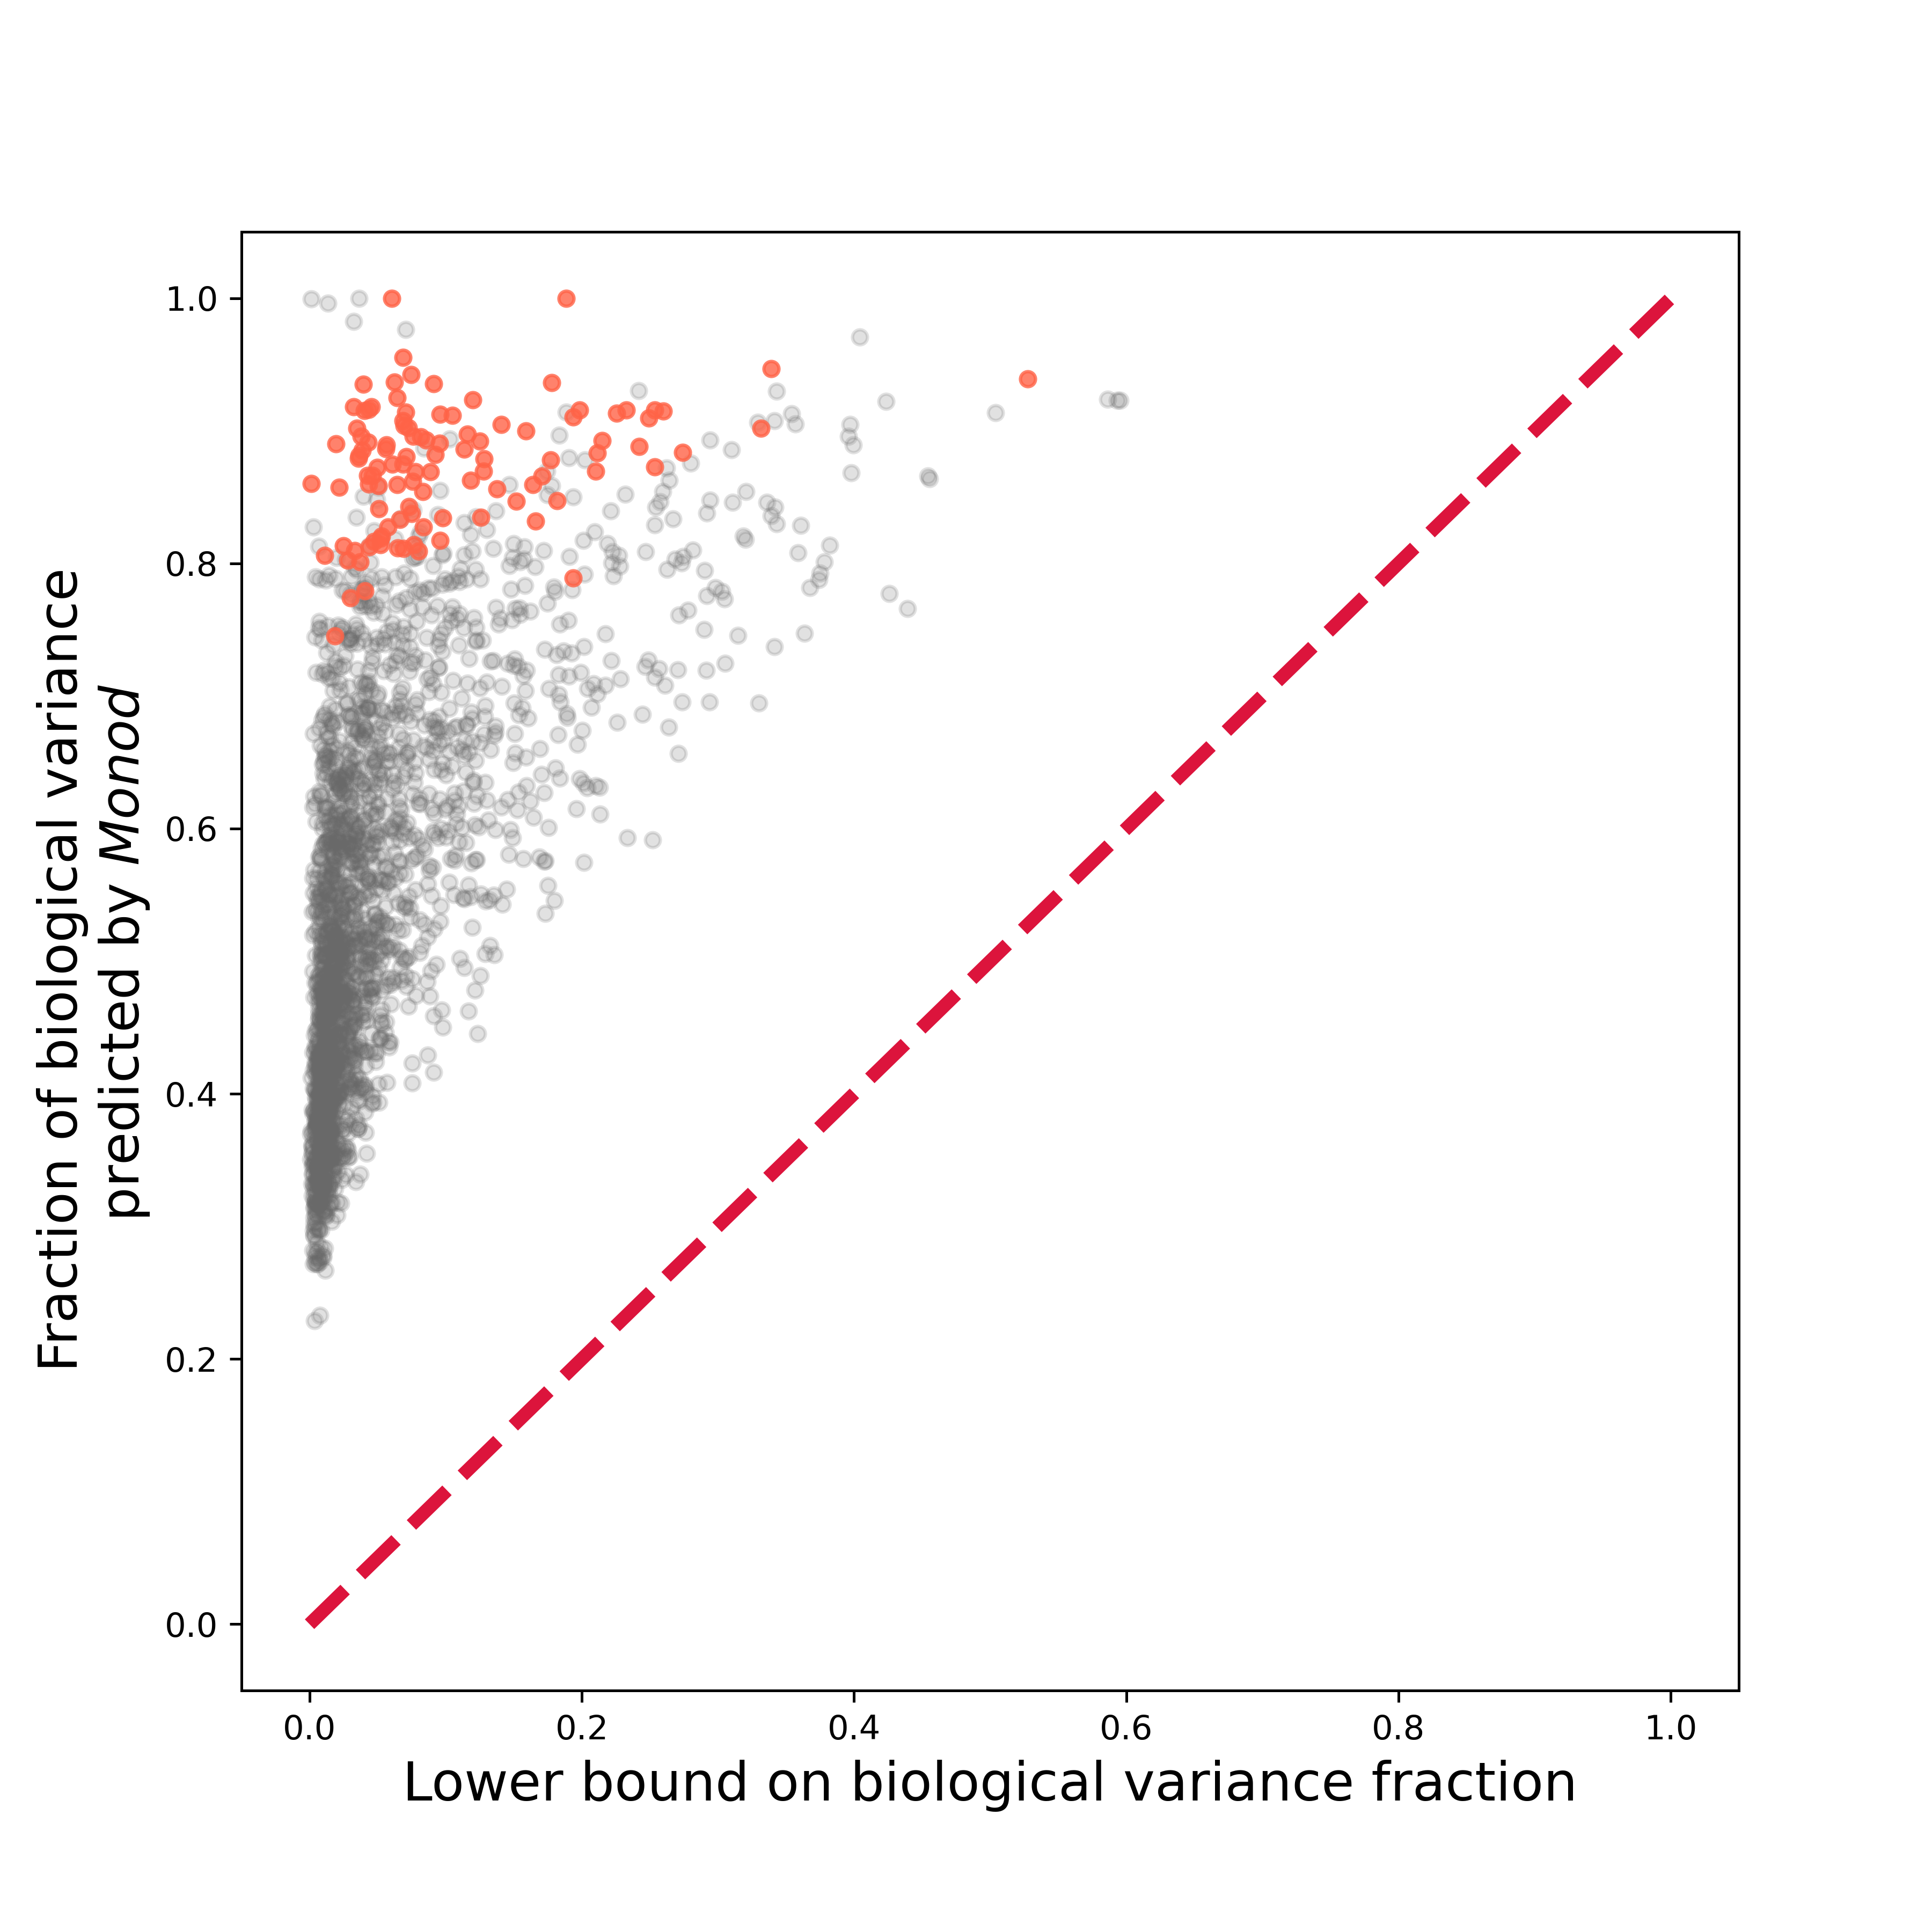 Fraction of biological variance
predicted by Monod
1.0
0.8
0.6
0.4
0.2
0.0
0.0 0.2 0.4 0.6 0.8 1.0
Lower bound on biological variance fraction